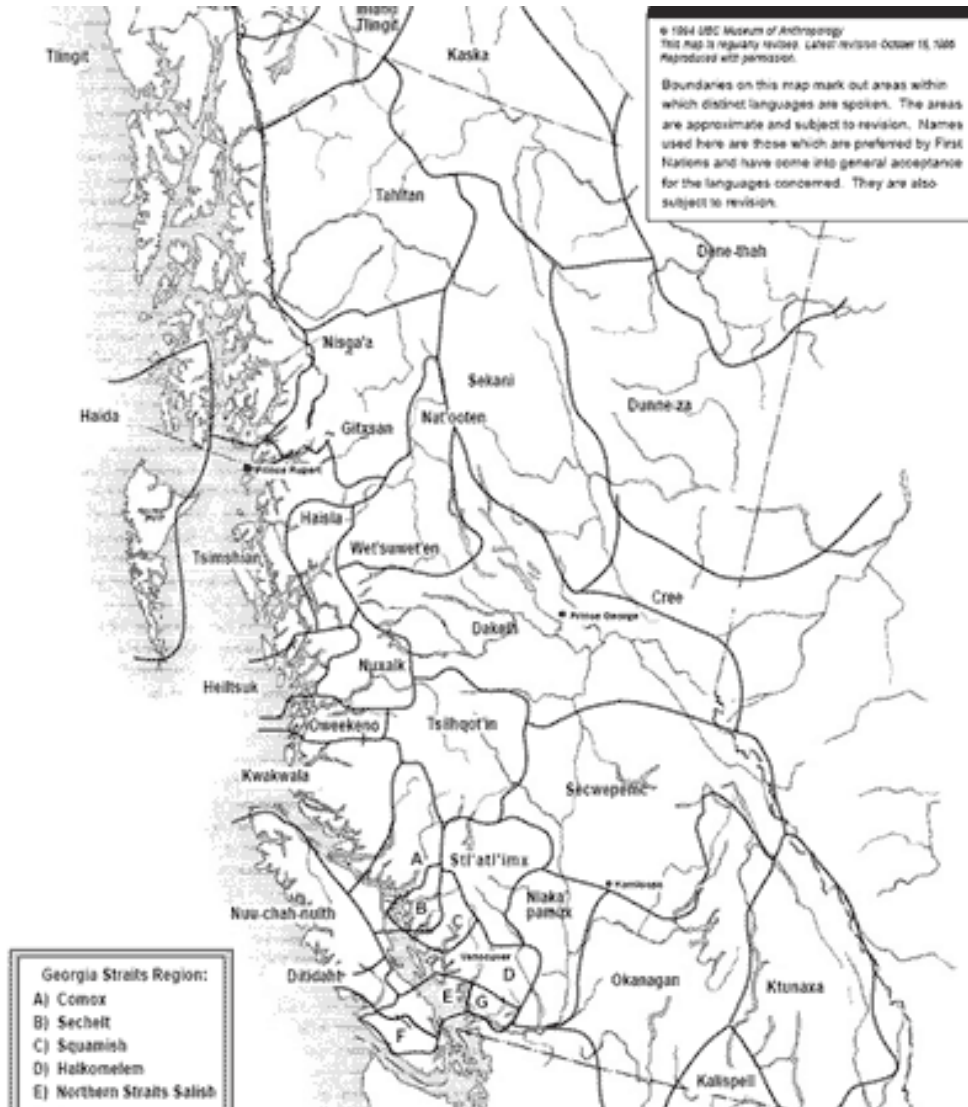 Tlingit
Inland
Tlingit
Kaska
© 1994 UBC Museum of Anthropology
This map is regularly revised. Latest revision October 15, 1996
Reproduced with permission.
Boundaries on this map mark out areas within
which distinct languages are spoken. The areas
are approximate and subject to revision. Names
used here are those which are preferred by First
Nations and have come into general acceptance
for the languages concerned. They are also
subject to revision.
Tahltan
Dene-thah
Nisga'a
Sekani
Haida
Gitxsan
Nat'ooten
Dunne-za
Prince Rupert
Haisla
Tsimshian
Wet'suwet'en
Cree
Prince George
Dakelh
Nuxalk
Heiltsuk
Oweekeno
Tsilhqot'in
Kwakwala
Secwepemc
A
Stl'atl'imx
Kamloops
Nlaka'
pamux
B
C
Nuu-chah-nulth
Vancouver
D
Ditidaht
Okanagan
Ktunaxa
E
G
F
Kalispell
Georgia Straits Region:
A) Comox
B) Sechelt
C) Squamish
D) Halkomelem
E) Northern Straits Salish